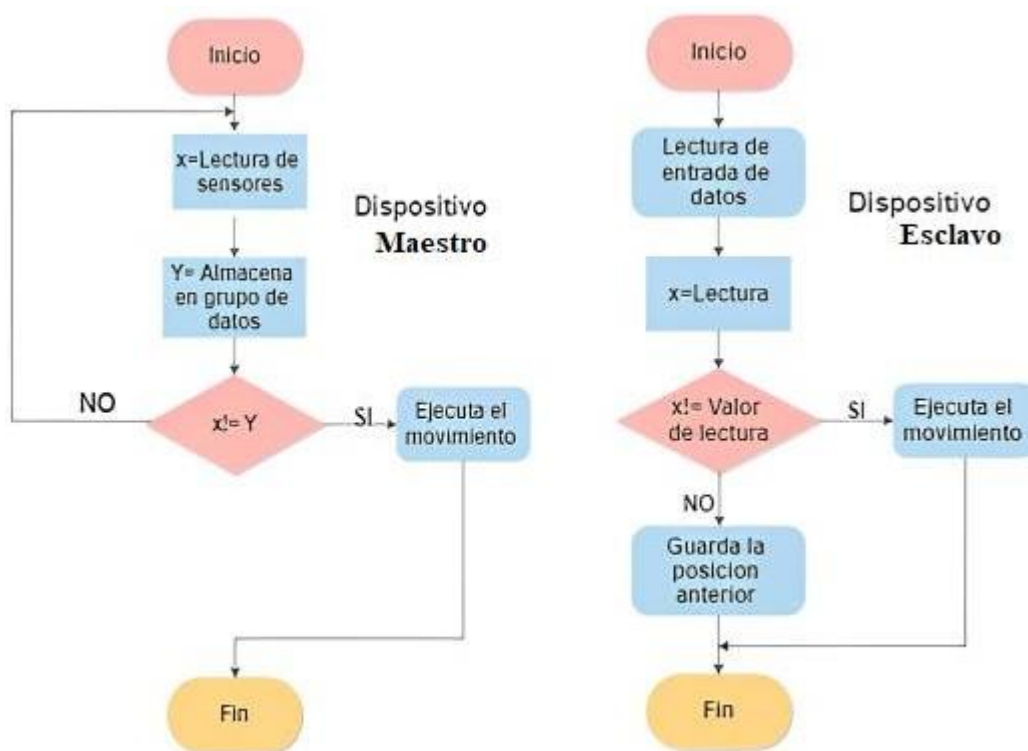 Inicio
x=Lectura de
sensores
Dispositivo
Maestro
Y= Almacena
en grupo de
datos
x!= Y
NO
SI
Ejecuta el
movimiento
Fin
Inicio
Lectura de
entrada de
datos
Dispositivo
Esclavo
x=Lectura
x!= Valor
de lectura
SI
Ejecuta el
movimiento
NO
Guarda la
posicion
anterior
Fin